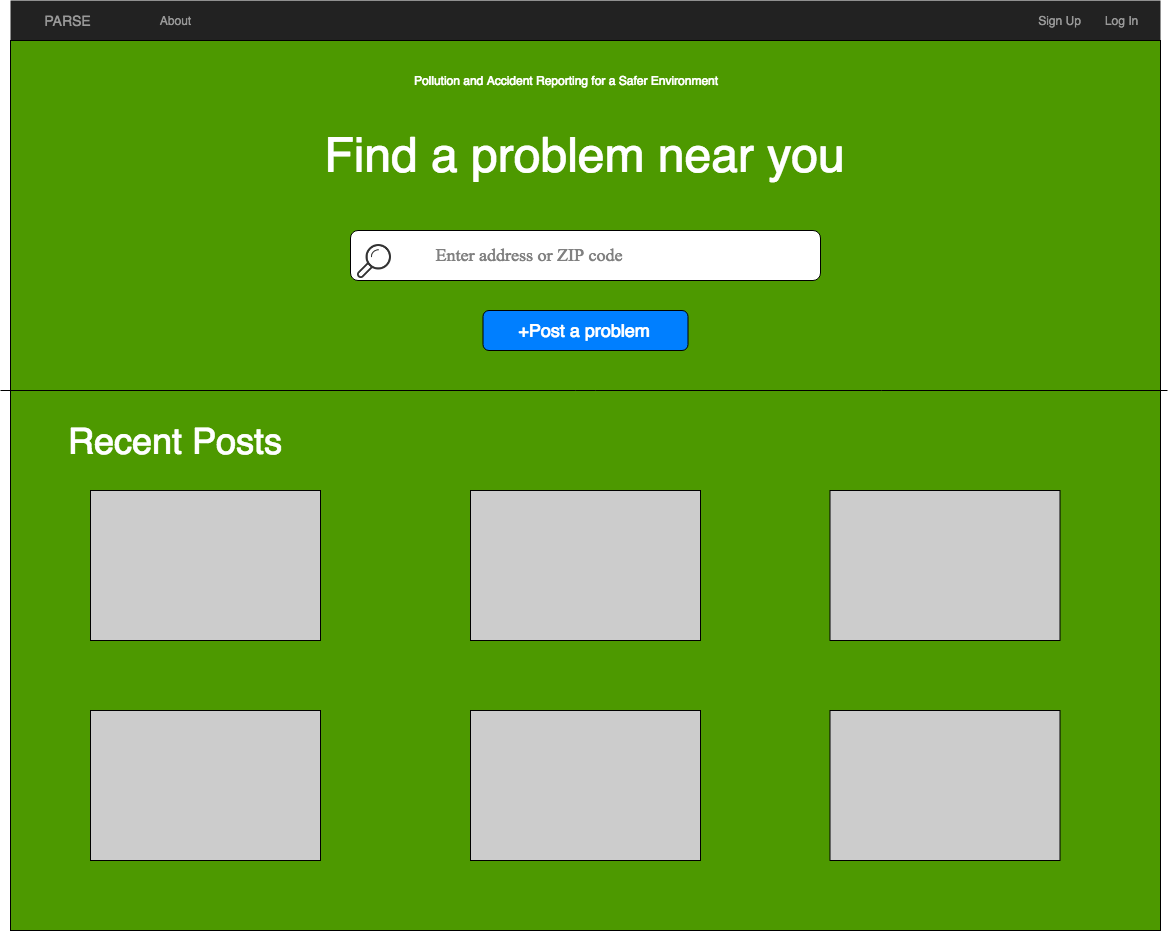 PARSE About Sign Up Log In
Pollution and Accident Reporting for a Safer Environment
Find a problem near you
Enter address or ZIP code
+Post a problem
Recent Posts